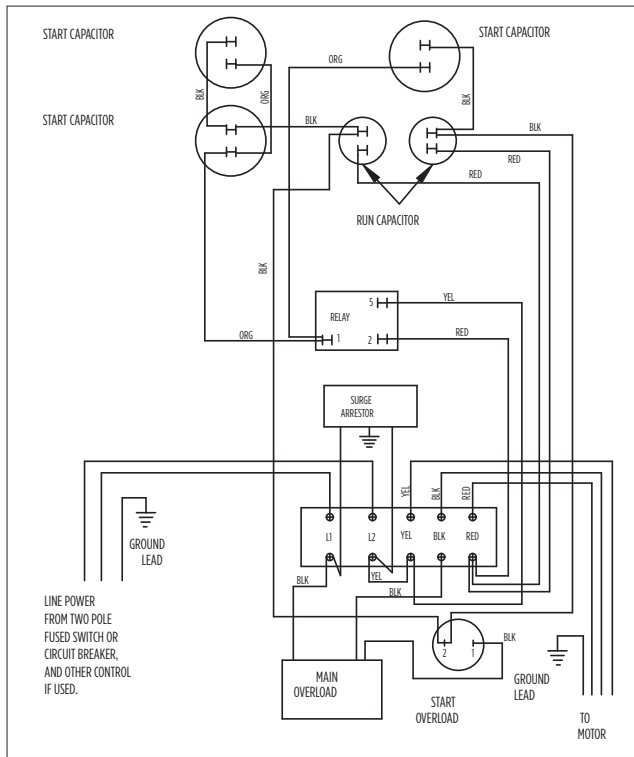 START CAPACITOR
START CAPACITOR
ORG
BLK
ORG
BLK
START CAPACITOR
BLK
BLK
RED
RED
RUN CAPACITOR
BLK
5
YEL
RELAY
ORG
1
2
RED
SURGE
ARRESTOR
YEL
BLK
RED
L1
L2
YEL
BLK
RED
GROUND
LEAD
BLK
YEL
BLK
LINE POWER
FROM TWO POLE
FUSED SWITCH OR
CIRCUIT BREAKER,
AND OTHER CONTROL
IF USED.
2
1
BLK
MAIN
OVERLOAD
START
OVERLOAD
GROUND
LEAD
TO
MOTOR